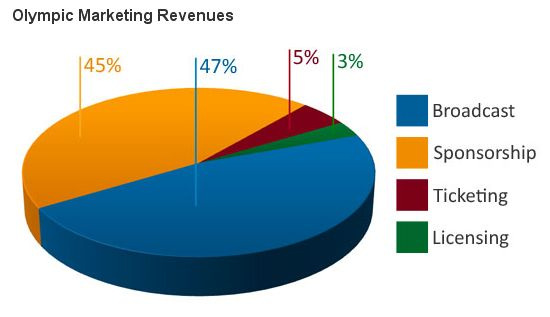 Olympic Marketing Revenues
45%
47%
5%
3%
Broadcast
Sponsorship
Ticketing
Licensing